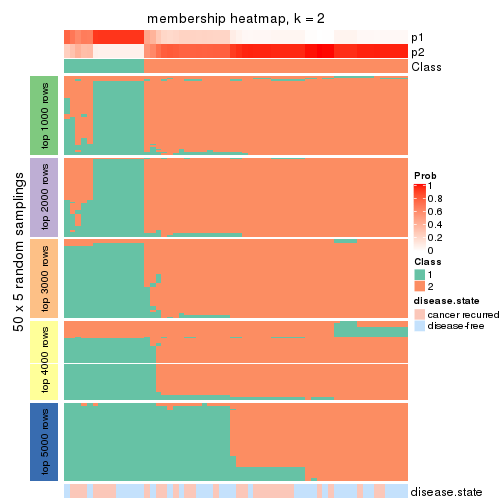 membership heatmap, k = 2
p1
p2
Class
50 x 5 random samplings
top 1000 rows
top 2000 rows
top 3000 rows
top 4000 rows
top 5000 rows
Prob
1
0.8
0.6
0.4
0.2
0
Class
1
2
disease.state
cancer recurred
disease-free
disease.state